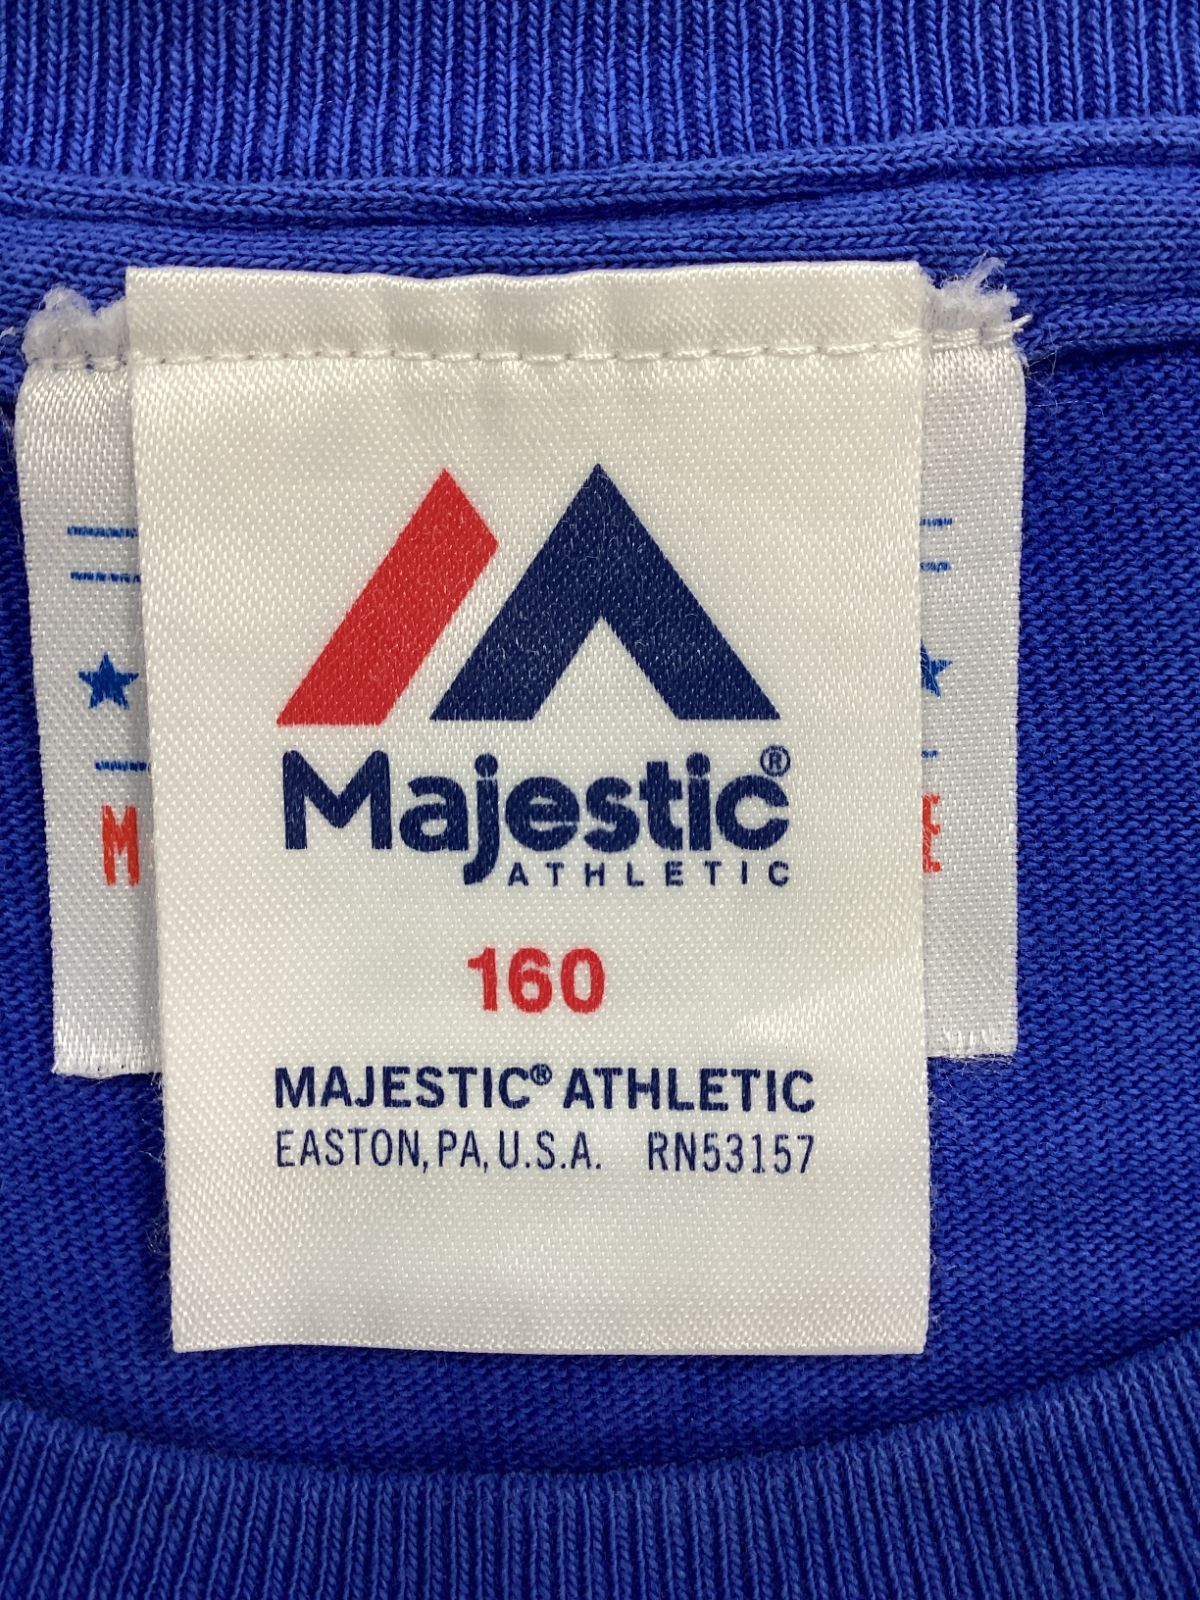 Majestic®
ATHLETIC
M E
160
MAJESTIC® ATHLETIC
EASTON, PA, U.S.A. RN53157